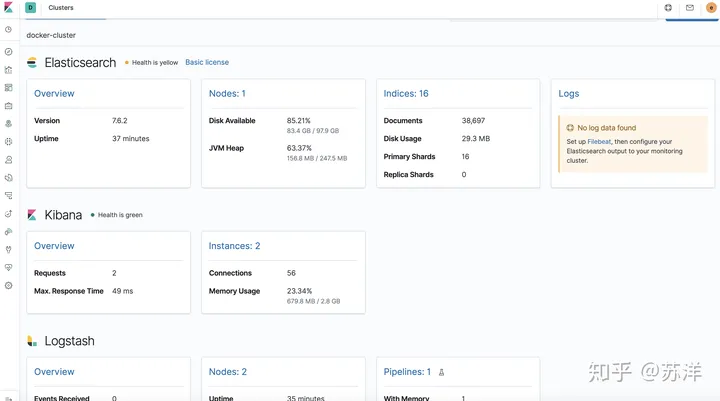 D Clusters
docker-cluster
Elasticsearch Health is yellow Basic license
Overview
Version 7.6.2
Uptime 37 minutes
Nodes: 1
Disk Available 85.21%
83.4 GB / 97.9 GB
JVM Heap 63.37%
156.8 MB / 247.5 MB
Indices: 16
Documents 38,697
Disk Usage 29.3 MB
Primary Shards 16
Replica Shards 0
Logs
No log data found
Set up Filebeat, then configure your
Elasticsearch output to your monitoring
cluster.
Kibana Health is green
Overview
Requests 2
Max. Response Time 49 ms
Instances: 2
Connections 56
Memory Usage 23.34%
679.8 MB / 2.8 GB
Logstash
Overview
Events Received 0
Nodes: 2
Uptime 35 minutes
Pipelines: 1
With Memory 1
知乎 @苏洋